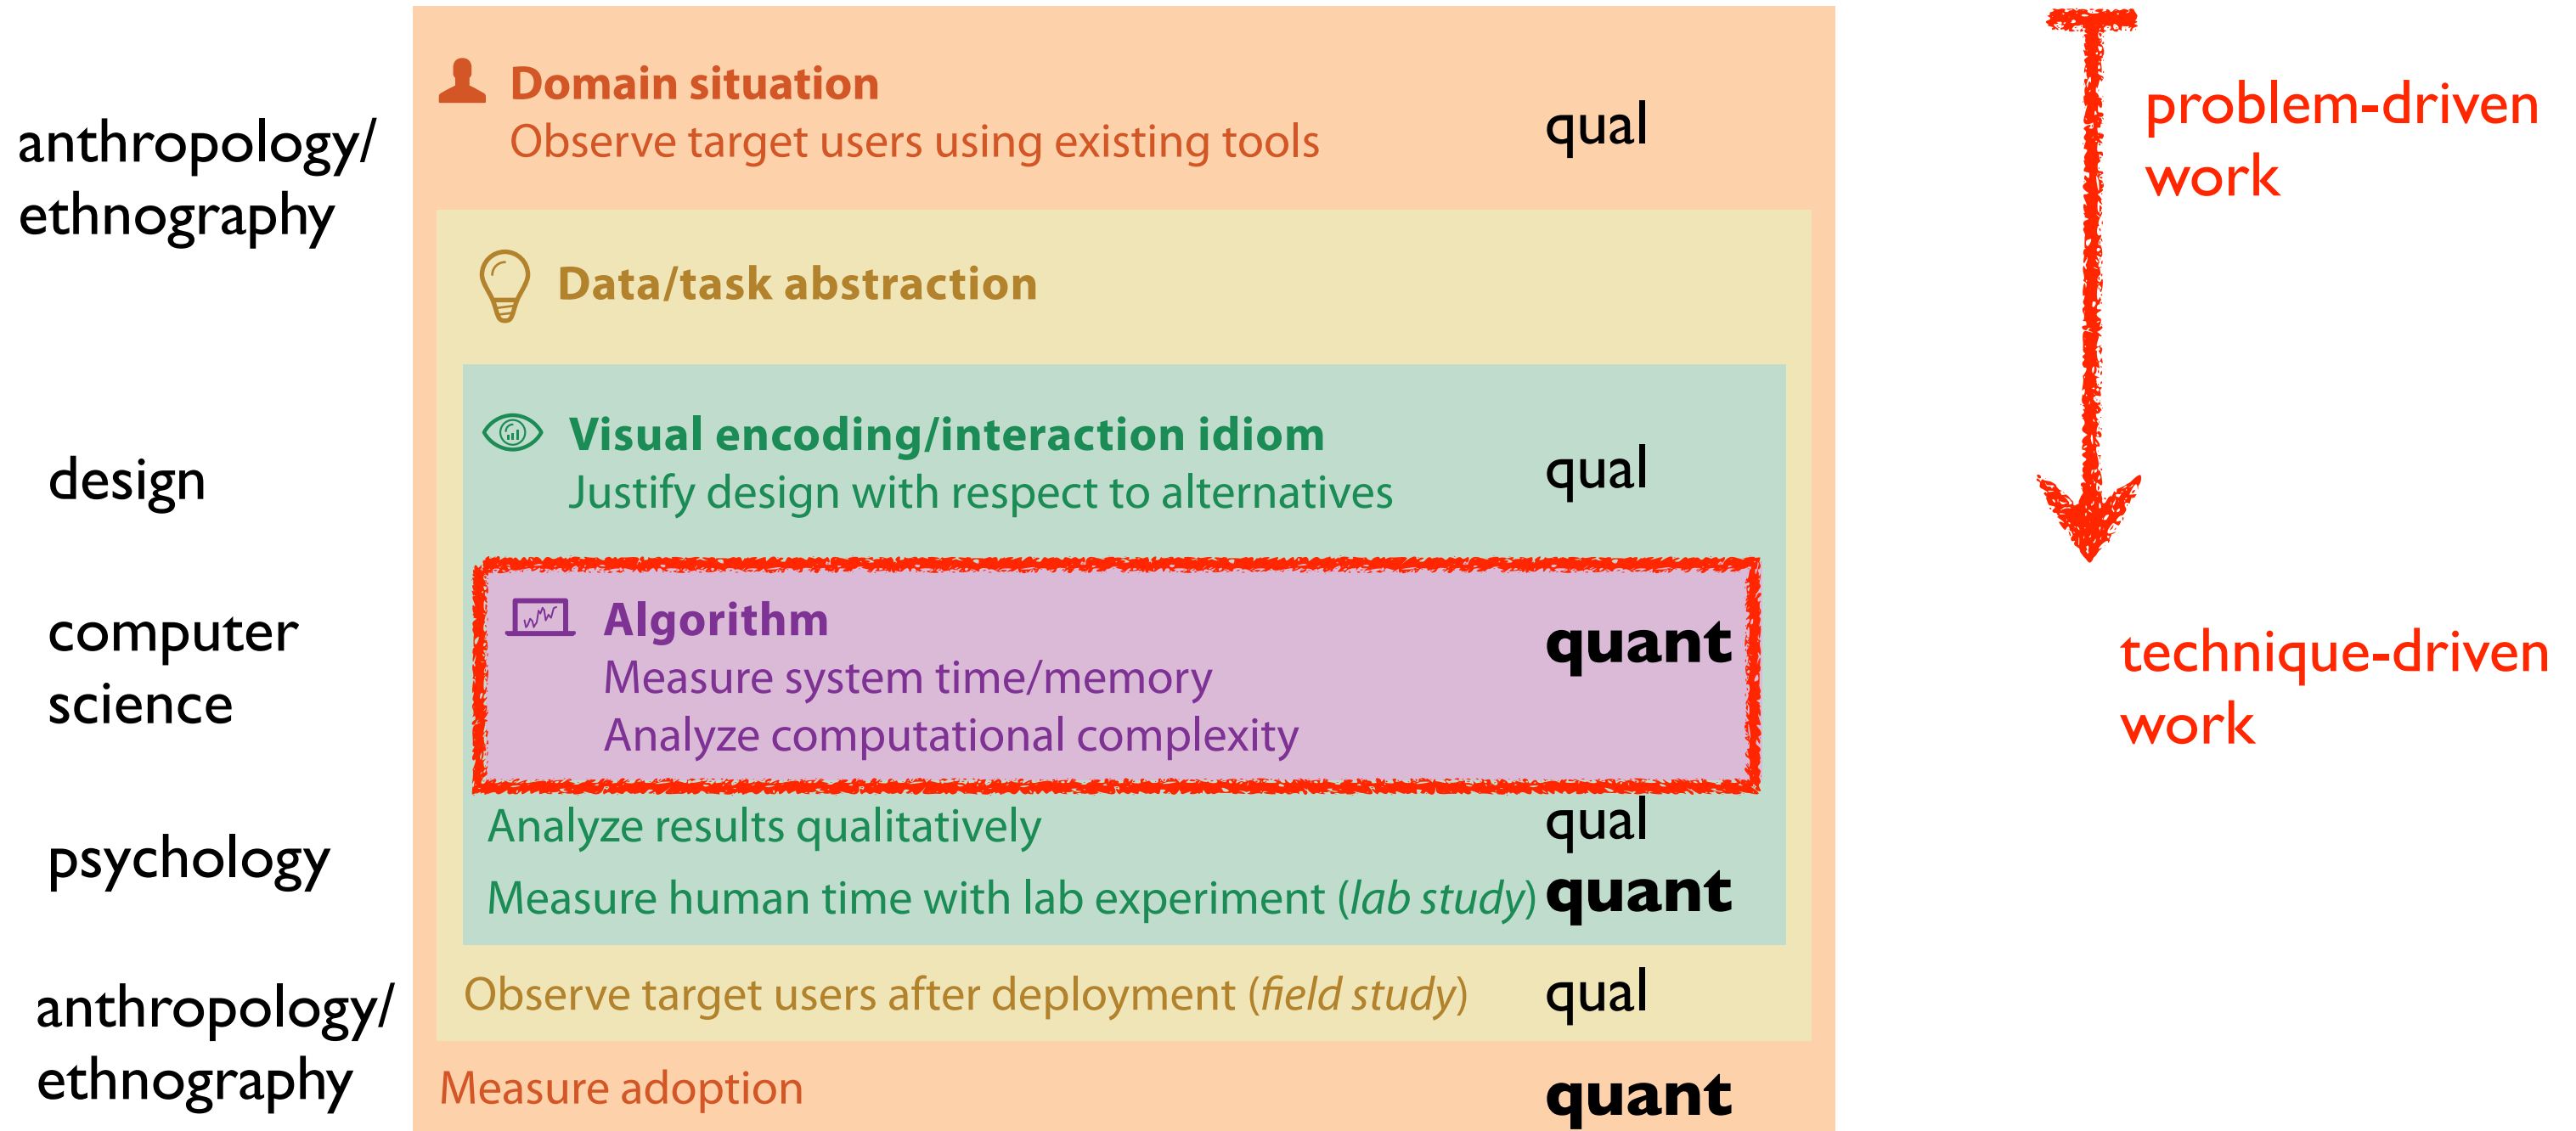 Domain situation
Observe target users using existing tools
qual
anthropology/
ethnography
problem-driven
work
Data/task abstraction
Visual encoding/interaction idiom
Justify design with respect to alternatives
qual
design
Algorithm
Measure system time/memory
Analyze computational complexity
quant
computer
science
technique-driven
work
Analyze results qualitatively
qual
psychology
Measure human time with lab experiment (lab study)
quant
Observe target users after deployment (field study)
qual
anthropology/
ethnography
Measure adoption
quant